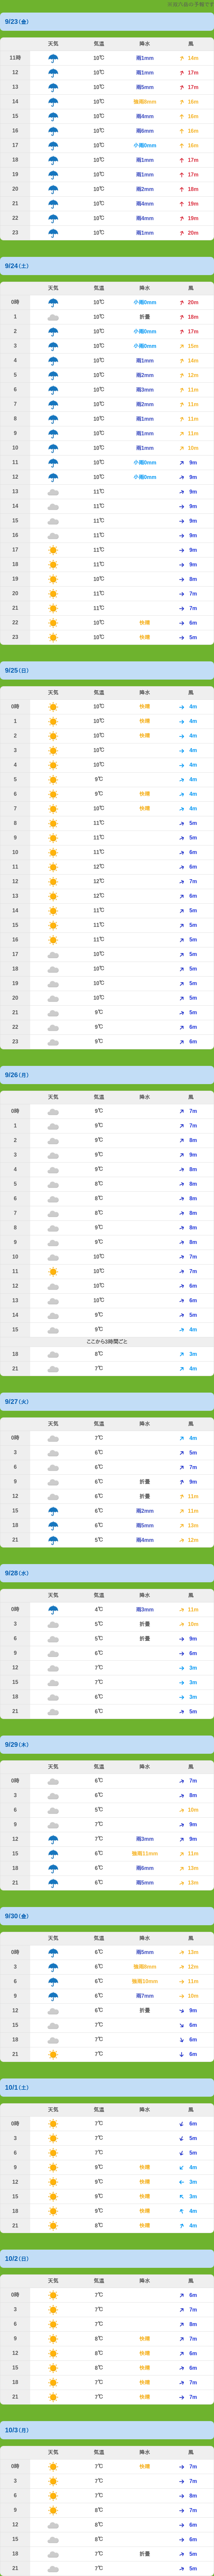 9/23(金)
天気 気温 降水 風
11時 10℃ 雨1mm 14m
12 10℃ 雨1mm 17m
13 10℃ 雨5mm 17m
14 10℃ 強雨8mm 16m
15 10℃ 雨4mm 16m
16 10℃ 雨6mm 16m
17 10℃ 小雨0mm 16m
18 10℃ 雨1mm 17m
19 10℃ 雨1mm 17m
20 10℃ 雨2mm 18m
21 10℃ 雨4mm 19m
22 10℃ 雨4mm 19m
23 10℃ 雨1mm 20m
9/24(土)
天気 気温 降水 風
0時 10℃ 小雨0mm 20m
1 10℃ 折曇 18m
2 10℃ 小雨0mm 17m
3 10℃ 小雨0mm 15m
4 10℃ 雨1mm 14m
5 10℃ 雨2mm 12m
6 10℃ 雨3mm 11m
7 10℃ 雨2mm 11m
8 10℃ 雨1mm 11m
9 10℃ 雨1mm 11m
10 10℃ 雨1mm 10m
11 10℃ 小雨0mm 9m
12 10℃ 小雨0mm 9m
13 11℃ 9m
14 11℃ 9m
15 11℃ 9m
16 11℃ 9m
17 11℃ 9m
18 11℃ 9m
19 10℃ 8m
20 11℃ 7m
21 11℃ 7m
22 10℃ 快晴 6m
23 10℃ 快晴 5m
9/25(日)
天気 気温 降水 風
0時 10℃ 快晴 4m
1 10℃ 快晴 4m
2 10℃ 快晴 4m
3 10℃ 4m
4 10℃ 4m
5 9℃ 4m
6 9℃ 快晴 4m
7 10℃ 快晴 4m
8 11℃ 5m
9 11℃ 5m
10 11℃ 6m
11 12℃ 6m
12 12℃ 7m
13 12℃ 6m
14 11℃ 5m
15 11℃ 5m
16 11℃ 5m
17 10℃ 5m
18 10℃ 5m
19 10℃ 5m
20 10℃ 5m
21 9℃ 5m
22 9℃ 6m
23 9℃ 6m
9/26(月)
天気 気温 降水 風
0時 9℃ 7m
1 9℃ 7m
2 9℃ 8m
3 9℃ 9m
4 9℃ 8m
5 8℃ 8m
6 8℃ 8m
7 8℃ 8m
8 9℃ 8m
9 9℃ 8m
10 10℃ 7m
11 10℃ 7m
12 10℃ 6m
13 10℃ 6m
14 9℃ 5m
15 9℃ 4m
ここから3時間ごと
18 8℃ 3m
21 7℃ 4m
9/27(火)
天気 気温 降水 風
0時 7℃ 4m
3 6℃ 5m
6 6℃ 7m
9 6℃ 折曇 9m
12 6℃ 折曇 11m
15 6℃ 雨2mm 11m
18 6℃ 雨5mm 13m
21 5℃ 雨4mm 12m
9/28(水)
天気 気温 降水 風
0時 4℃ 雨3mm 11m
3 5℃ 折曇 10m
6 5℃ 折曇 9m
9 6℃ 6m
12 7℃ 3m
15 7℃ 3m
18 6℃ 3m
21 6℃ 5m
9/29(木)
天気 気温 降水 風
0時 6℃ 7m
3 6℃ 8m
6 5℃ 10m
9 7℃ 9m
12 7℃ 雨3mm 9m
15 6℃ 強雨11mm 11m
18 6℃ 雨6mm 13m
21 6℃ 雨5mm 13m
9/30(金)
天気 気温 降水 風
0時 6℃ 雨5mm 13m
3 6℃ 強雨8mm 12m
6 6℃ 強雨10mm 11m
9 6℃ 雨7mm 10m
12 6℃ 折曇 9m
15 7℃ 6m
18 7℃ 6m
21 7℃ 6m
10/1(土)
天気 気温 降水 風
0時 7℃ 6m
3 7℃ 5m
6 7℃ 5m
9 9℃ 快晴 4m
12 9℃ 快晴 3m
15 9℃ 快晴 3m
18 9℃ 快晴 4m
21 8℃ 快晴 4m
10/2(日)
天気 気温 降水 風
0時 7℃ 6m
3 7℃ 7m
6 7℃ 8m
9 8℃ 快晴 7m
12 8℃ 快晴 6m
15 8℃ 快晴 6m
18 7℃ 快晴 7m
21 7℃ 快晴 7m
10/3(月)
天気 気温 降水 風
0時 7℃ 快晴 7m
3 7℃ 7m
6 7℃ 8m
9 8℃ 7m
12 8℃ 6m
15 8℃ 6m
18 7℃ 折曇 5m
21 7℃ 5m